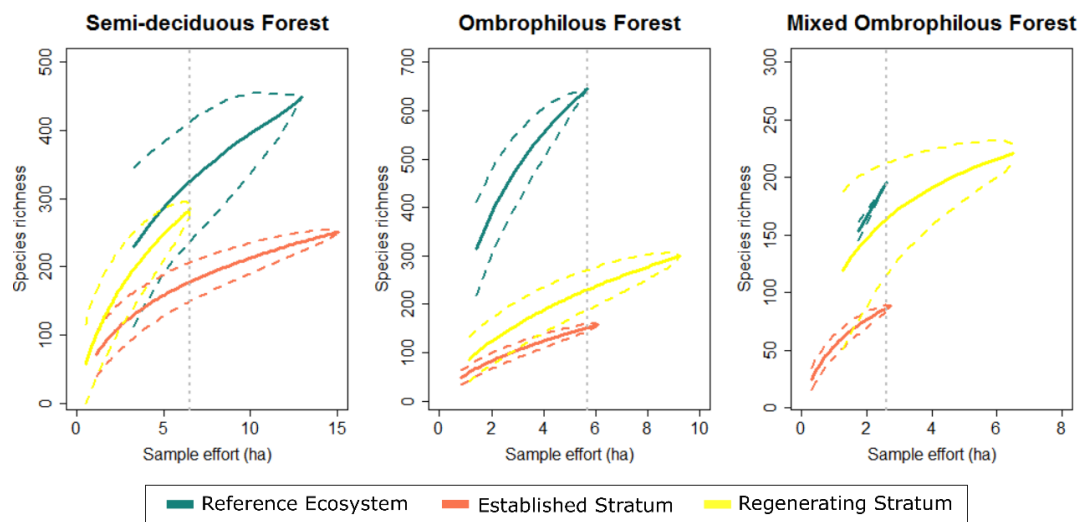 Semi-deciduous Forest
Species richness
500
400
300
200
100
0
0 5 10 15
Sample effort (ha)
Ombrophilous Forest
Species richness
700
600
500
400
300
200
100
0
0 2 4 6 8 10
Sample effort (ha)
Mixed Ombrophilous Forest
Species richness
300
250
200
150
100
50
0
0 2 4 6 8
Sample effort (ha)
Reference Ecosystem Established Stratum Regenerating Stratum